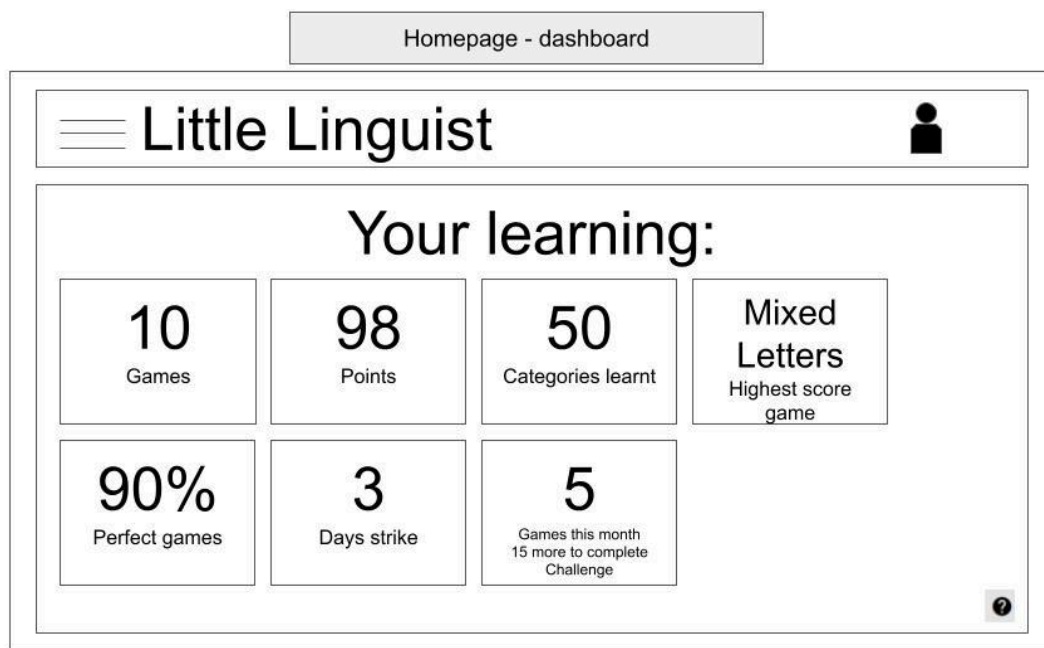 Homepage - dashboard
Little Linguist
Your learning:
10
Games
98
Points
50
Categories learnt
Mixed
Letters
Highest score
game
90%
Perfect games
3
Days strike
5
Games this month
15 more to complete
Challenge
?